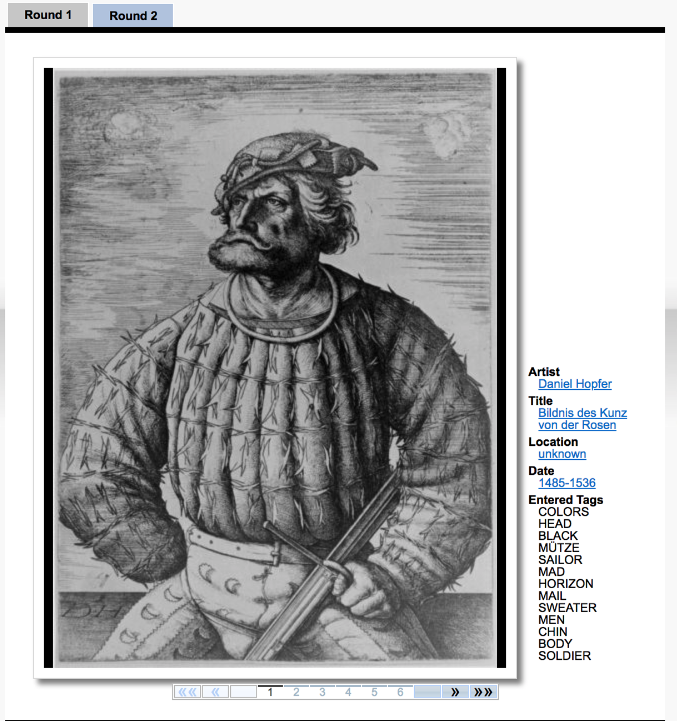 Round 1
Round 2
Artist
Daniel Hopfer
Title
Bildnis des Kunz
von der Rosen
Location
unknown
Date
1485-1536
Entered Tags
COLORS
HEAD
BLACK
MÜTZE
SAILOR
MAD
HORIZON
MAIL
SWEATER
MEN
CHIN
BODY
SOLDIER
«« « 1 2 3 4 5 6 » »»